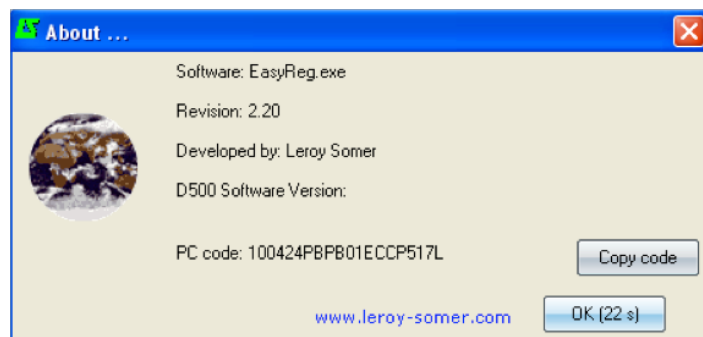 About ...
Software: EasyReg.exe
Revision: 2.20
Developed by: Leroy Somer
D500 Software Version:
PC code: 100424PBPB01ECCP517L
Copy code
www.leroy-somer.com
OK (22 s)